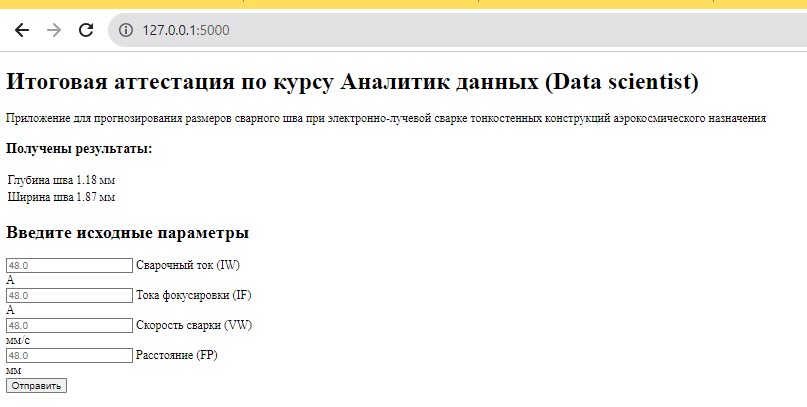 127.0.0.1:5000
Итоговая аттестация по курсу Аналитик данных (Data scientist)
Приложение для прогнозирования размеров сварного шва при электронно-лучевой сварке тонкостенных конструкций аэрокосмического назначения
Получены результаты:
Глубина шва 1.18 мм
Ширина шва 1.87 мм
Введите исходные параметры
48.0 Сварочный ток (IW)
А
48.0 Тока фокусировки (IF)
А
48.0 Скорость сварки (VW)
мм/с
48.0 Расстояние (FP)
мм
Отправить